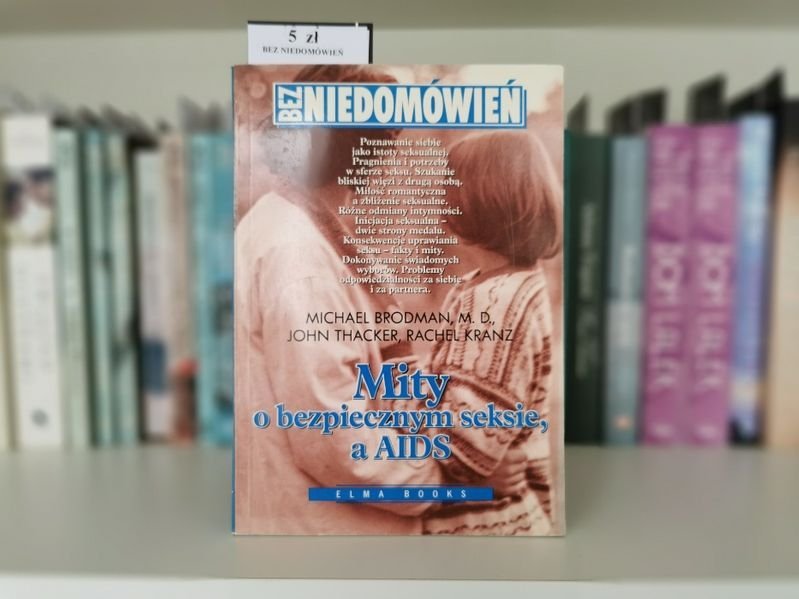 5 zł
BEZ NIEDOMÓWIEŃ
BEZ NIEDOMÓWIEŃ
Poznawanie siebie
jako istoty seksualnej.
Pragnienia i potrzeby
w sferze seksu. Szukanie
bliskiej więzi z drugą osobą.
Miłość romantyczna
a zbliżenie seksualne.
Różne odmiany intymności.
Inicjacja seksualna –
dwie strony medalu.
Konsekwencje uprawiania
seksu – fakty i mity.
Dokonywanie świadomych
wyborów. Problemy
odpowiedzialności za siebie
i za partnera.
MICHAEL BRODMAN, M. D.,
JOHN THACKER, RACHEL KRANZ
Mity
o bezpiecznym seksie,
a AIDS
ELMA BOOKS